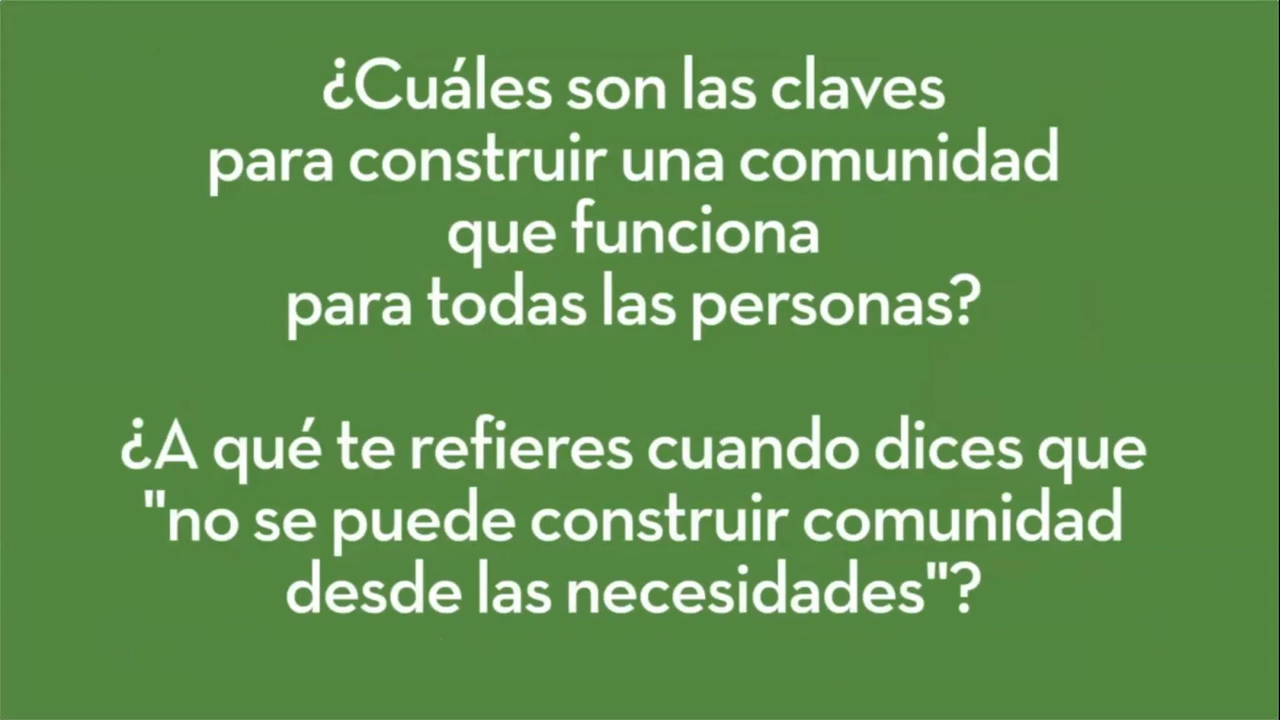 ¿Cuáles son las claves
para construir una comunidad
que funciona
para todas las personas?
¿A qué te refieres cuando dices que
"no se puede construir comunidad
desde las necesidades"?